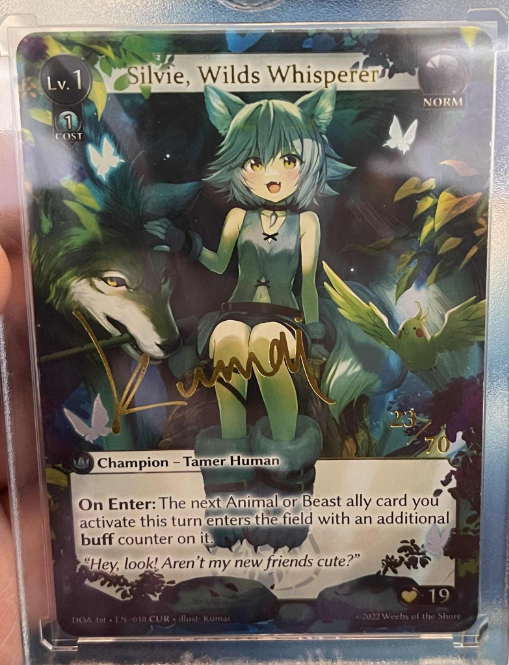 Silvie, Wilds Whisperer
Lv. 1
NORM
1
COST
Kumai
23
70
Champion – Tamer Human
On Enter: The next Animal or Beast ally card you
activate this turn enters the field with an additional
buff counter on it.
"Hey, look! Aren't my new friends cute?"
19
DOA 1st • EN-010 CUR • illust: Kumai
©2022 Weebs of the Shore